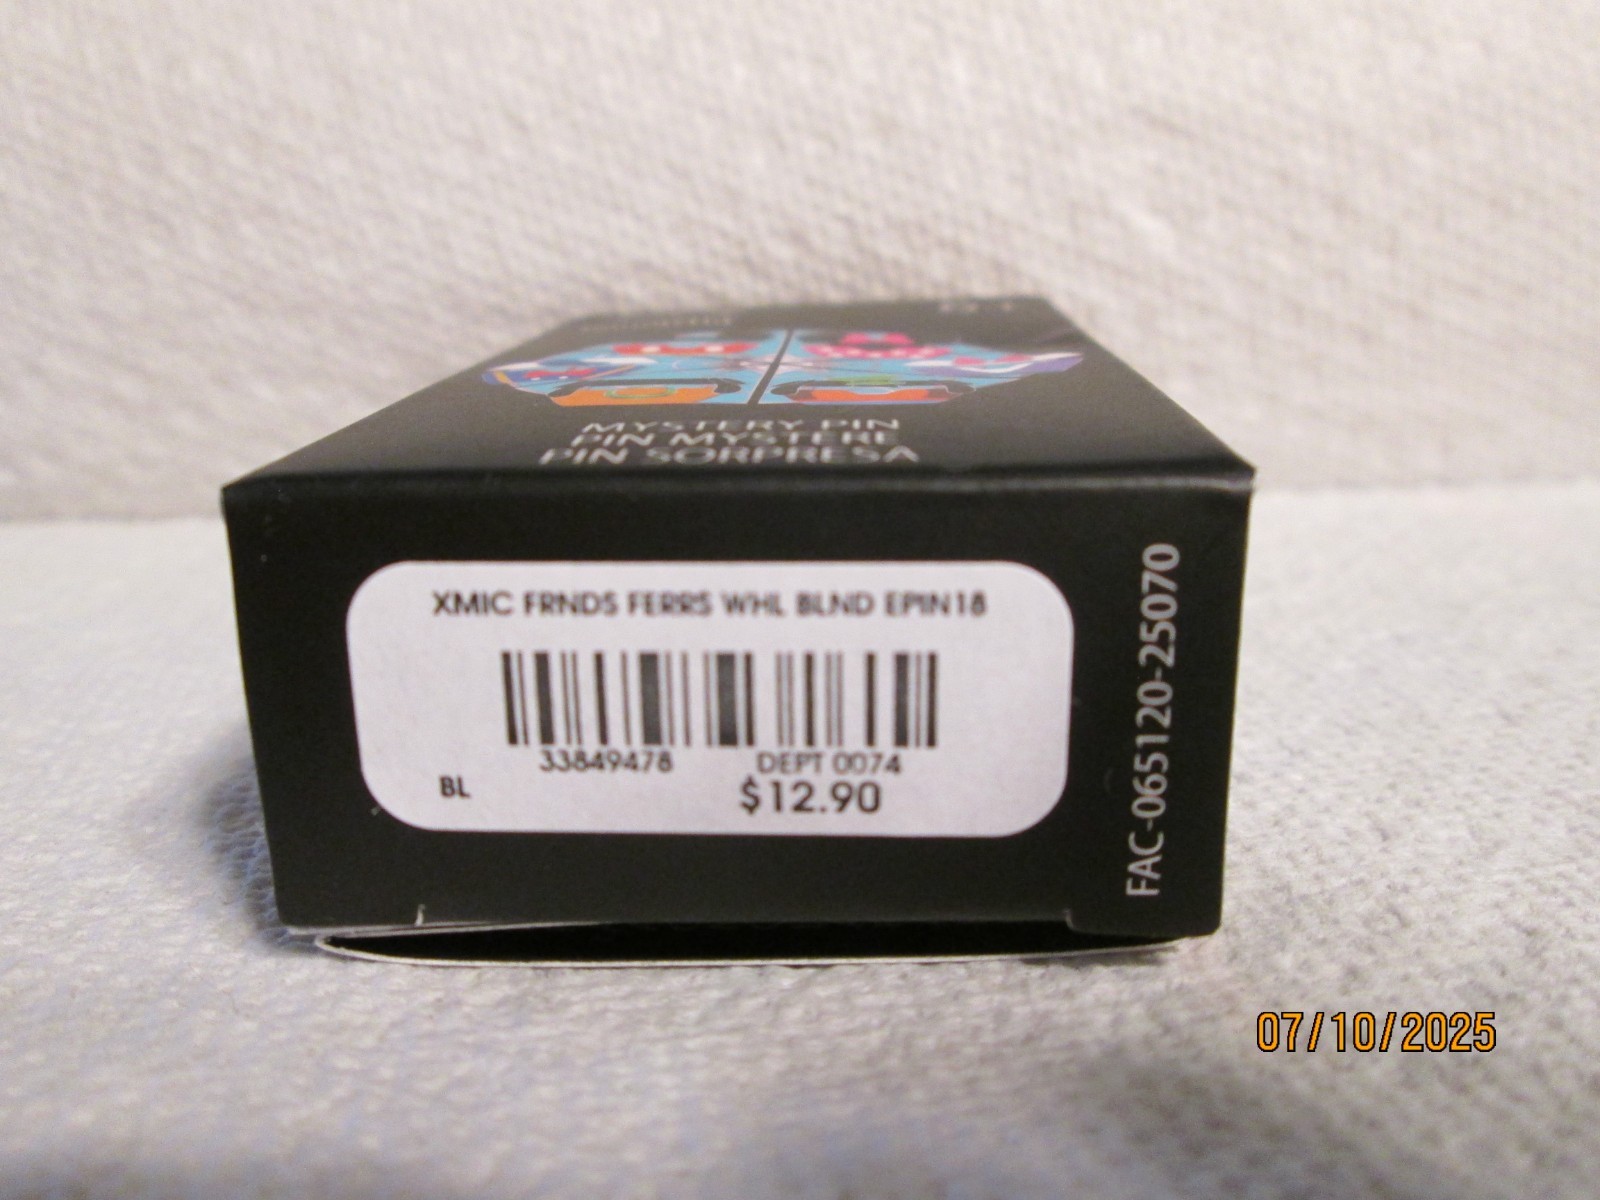 MYSTERY PIN
PIN MYSTÈRE
PIN SORPRESA
XMIC FRNDS FERRS WHL BLND EPIN18
33849478 DEPT 0074
BL $12.90
FAC-065120-25070
07/10/2025